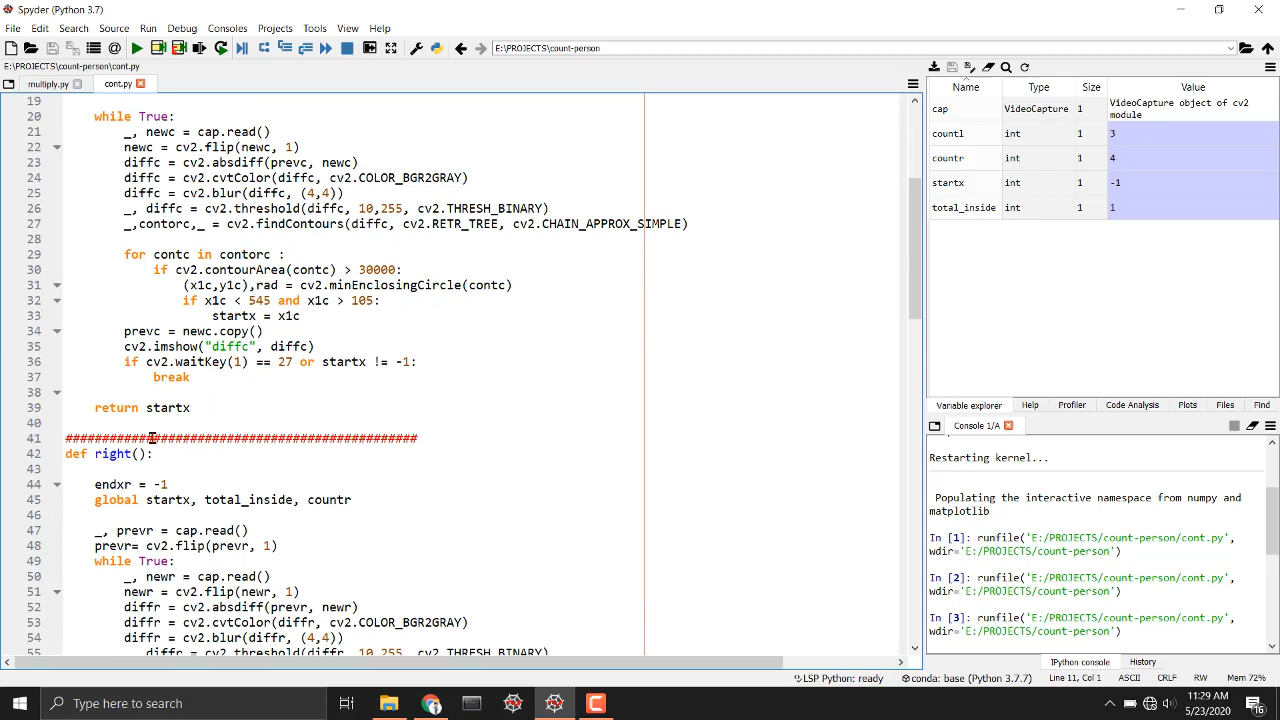 Spyder (Python 3.7)
File Edit Search Source Run Debug Consoles Projects Tools View Help
E:\PROJECTS\count-person
E:\PROJECTS\count-person\cont.py
multiply.py cont.py
19
20 while True:
21 _, newc = cap.read()
22 newc = cv2.flip(newc, 1)
23 diffc = cv2.absdiff(prevc, newc)
24 diffc = cv2.cvtColor(diffc, cv2.COLOR_BGR2GRAY)
25 diffc = cv2.blur(diffc, (4,4))
26 _, diffc = cv2.threshold(diffc, 10,255, cv2.THRESH_BINARY)
27 _,contorc,_ = cv2.findContours(diffc, cv2.RETR_TREE, cv2.CHAIN_APPROX_SIMPLE)
28
29 for contc in contorc :
30 if cv2.contourArea(contc) > 30000:
31 (x1c,y1c),rad = cv2.minEnclosingCircle(contc)
32 if x1c < 545 and x1c > 105:
33 startx = x1c
34 prevc = newc.copy()
35 cv2.imshow("diffc", diffc)
36 if cv2.waitKey(1) == 27 or startx != -1:
37 break
38
39 return startx
40
41 ################################################
42 def right():
43
44 endxr = -1
45 global startx, total_inside, countr
46
47 _, prevr = cap.read()
48 prevr= cv2.flip(prevr, 1)
49 while True:
50 _, newr = cap.read()
51 newr = cv2.flip(newr, 1)
52 diffr = cv2.absdiff(prevr, newr)
53 diffr = cv2.cvtColor(diffr, cv2.COLOR_BGR2GRAY)
54 diffr = cv2.blur(diffr, (4,4))
55 _, diffr = cv2.threshold(diffr, 10,255, cv2.THRESH_BINARY)
Name Type Size Value
cap VideoCapture 1 VideoCapture object of cv2
module
countl int 1 3
countr int 1 4
startx int 1 -1
total_inside int 1 1
Variable explorer Help Profiler Code Analysis Plots Files Find
Console 1/A
Restarting kernel...
Populating the interactive namespace from numpy and
matplotlib
In [1]: runfile('E:/PROJECTS/count-person/cont.py',
wdir='E:/PROJECTS/count-person')
In [2]: runfile('E:/PROJECTS/count-person/cont.py',
wdir='E:/PROJECTS/count-person')
In [3]: runfile('E:/PROJECTS/count-person/cont.py',
wdir='E:/PROJECTS/count-person')
IPython console History
LSP Python: ready conda: base (Python 3.7.7) Line 11, Col 1 ASCII CRLF RW Mem 72%
Type here to search
11:29 AM
5/23/2020
16